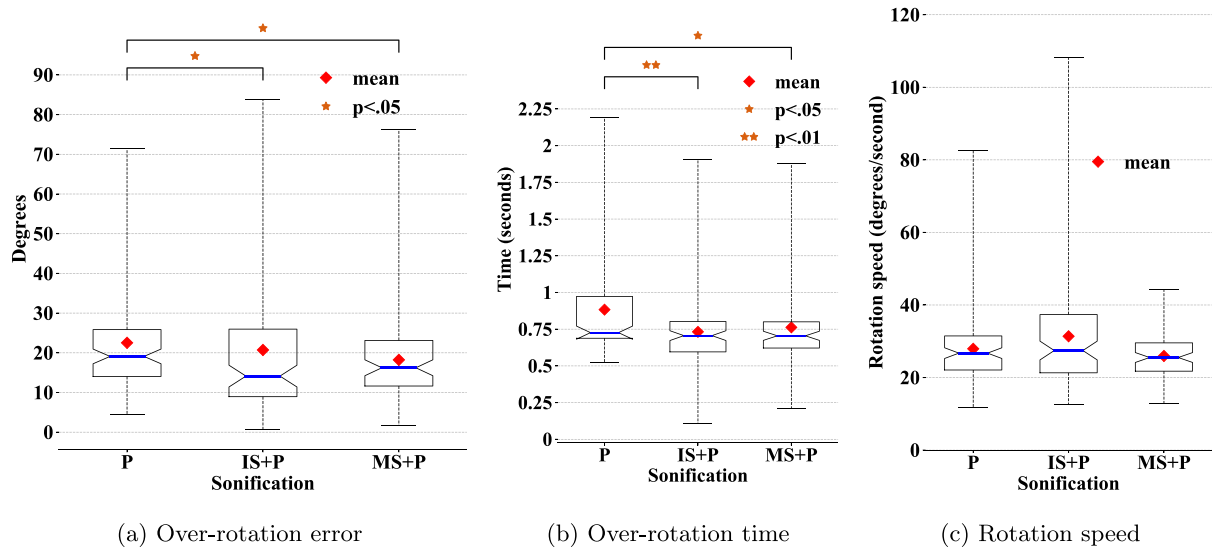 90
80
70
60
50
40
30
20
10
0
Degrees
mean
p<.05
P
IS+P
MS+P
Sonification
(a) Over-rotation error
2.25
2
1.75
1.5
1.25
1
0.75
0.5
0.25
0
Time (seconds)
mean
p<.05
p<.01
P
IS+P
MS+P
Sonification
(b) Over-rotation time
120
100
80
60
40
20
0
Rotation speed (degrees/second)
mean
P
IS+P
MS+P
Sonification
(c) Rotation speed